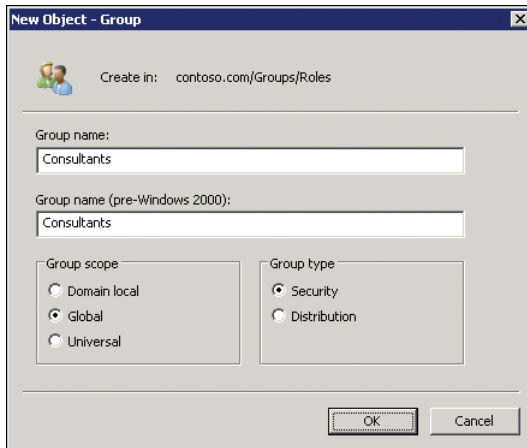 New Object - Group
Create in: contoso.com/Groups/Roles
Group name:
Consultants
Group name (pre-Windows 2000):
Consultants
Group scope
Domain local
Global
Universal
Group type
Security
Distribution
OK
Cancel